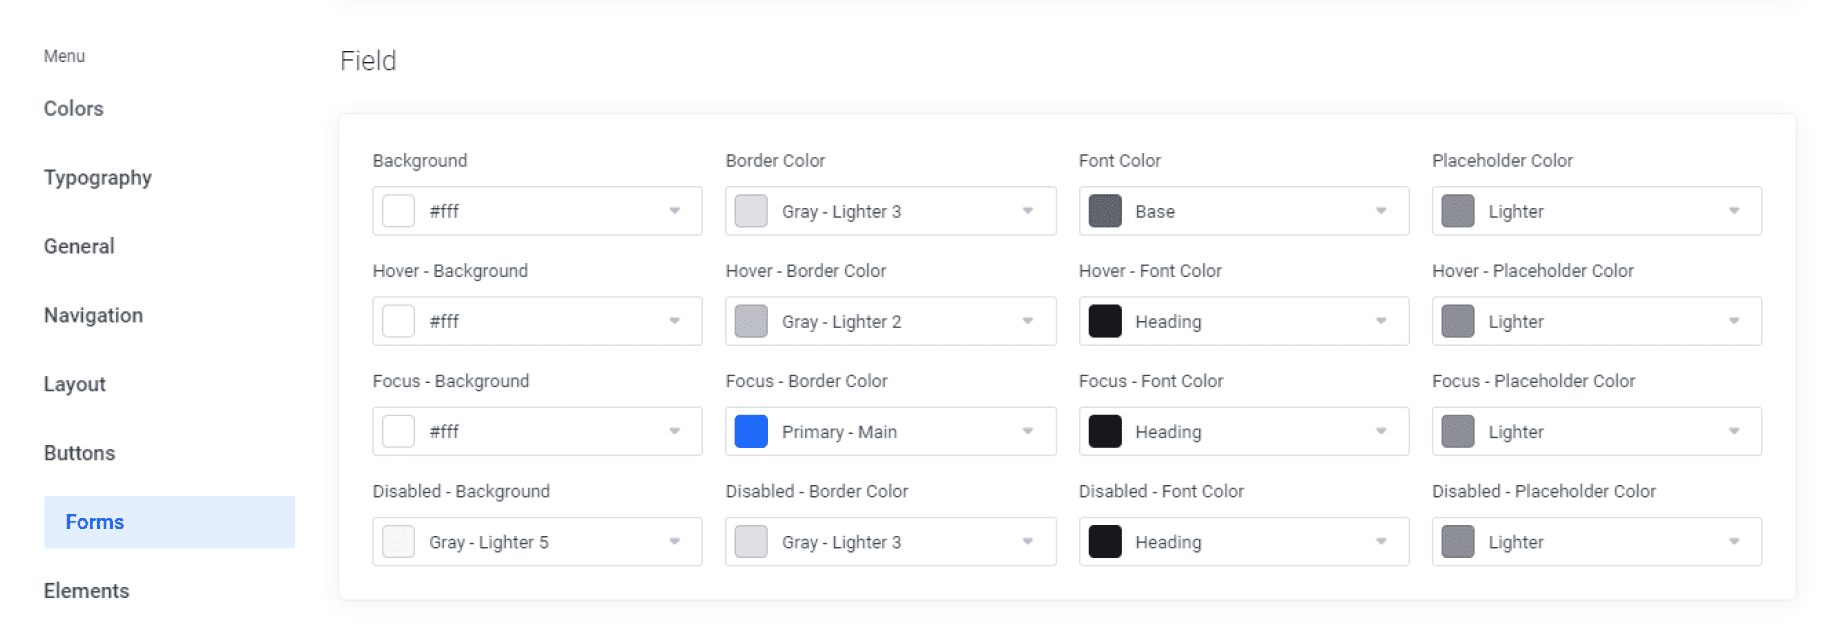 Menu
Colors
Typography
General
Navigation
Layout
Buttons
Forms
Elements
Field
Background Border Color Font Color Placeholder Color
#fff Gray - Lighter 3 Base Lighter
Hover - Background Hover - Border Color Hover - Font Color Hover - Placeholder Color
#fff Gray - Lighter 2 Heading Lighter
Focus - Background Focus - Border Color Focus - Font Color Focus - Placeholder Color
#fff Primary - Main Heading Lighter
Disabled - Background Disabled - Border Color Disabled - Font Color Disabled - Placeholder Color
Gray - Lighter 5 Gray - Lighter 3 Heading Lighter